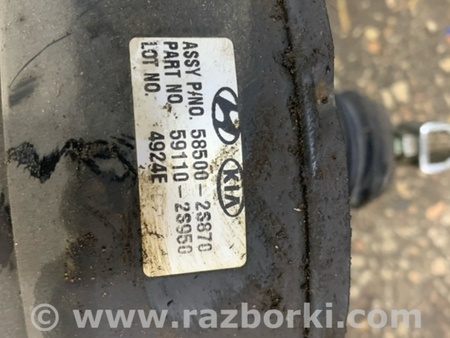 KIA
ASSY P/NO. 58500-2S870
PART NO. 59110-2S950
LOT NO. 4924E
www.razborki.com